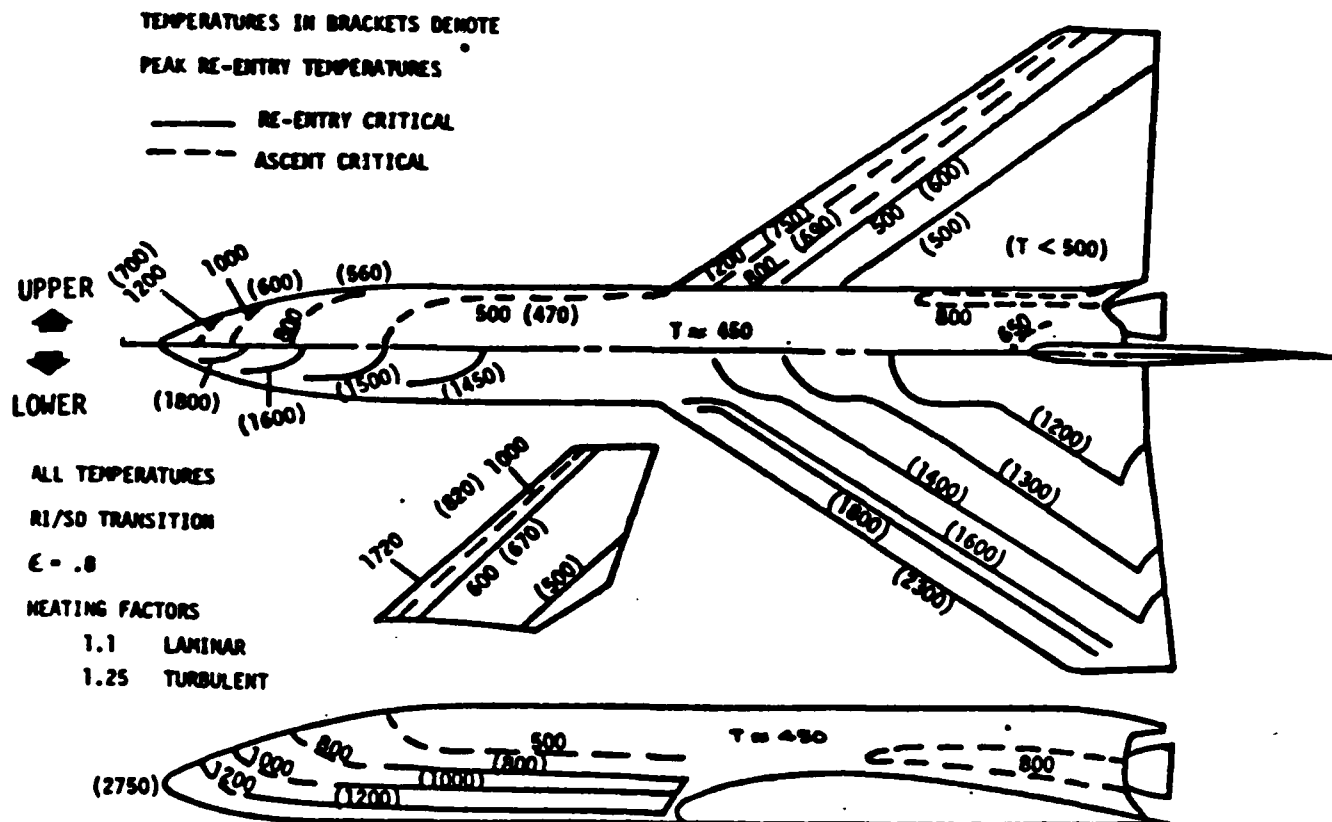 TEMPERATURES IN BRACKETS DENOTE
PEAK RE-ENTRY TEMPERATURES
RE-ENTRY CRITICAL
ASCENT CRITICAL
1200 (750)
800 (690)
500 (600)
(500)
(T < 500)
(700)
1200
1000
(600)
(560)
UPPER
800
500 (470)
T ≈ 450
800
650
LOWER
(1800)
(1600)
(1500)
(1450)
(1200)
(1300)
(1400)
(1600)
(1800)
(2300)
ALL TEMPERATURES
RI/SD TRANSITION
ϵ = .8
HEATING FACTORS
1.1 LAMINAR
1.25 TURBULENT
1720
(820) 1000
600 (670)
(500)
(2750)
1200
1000
800
500
(800)
(1000)
(1200)
T ≈ 450
800